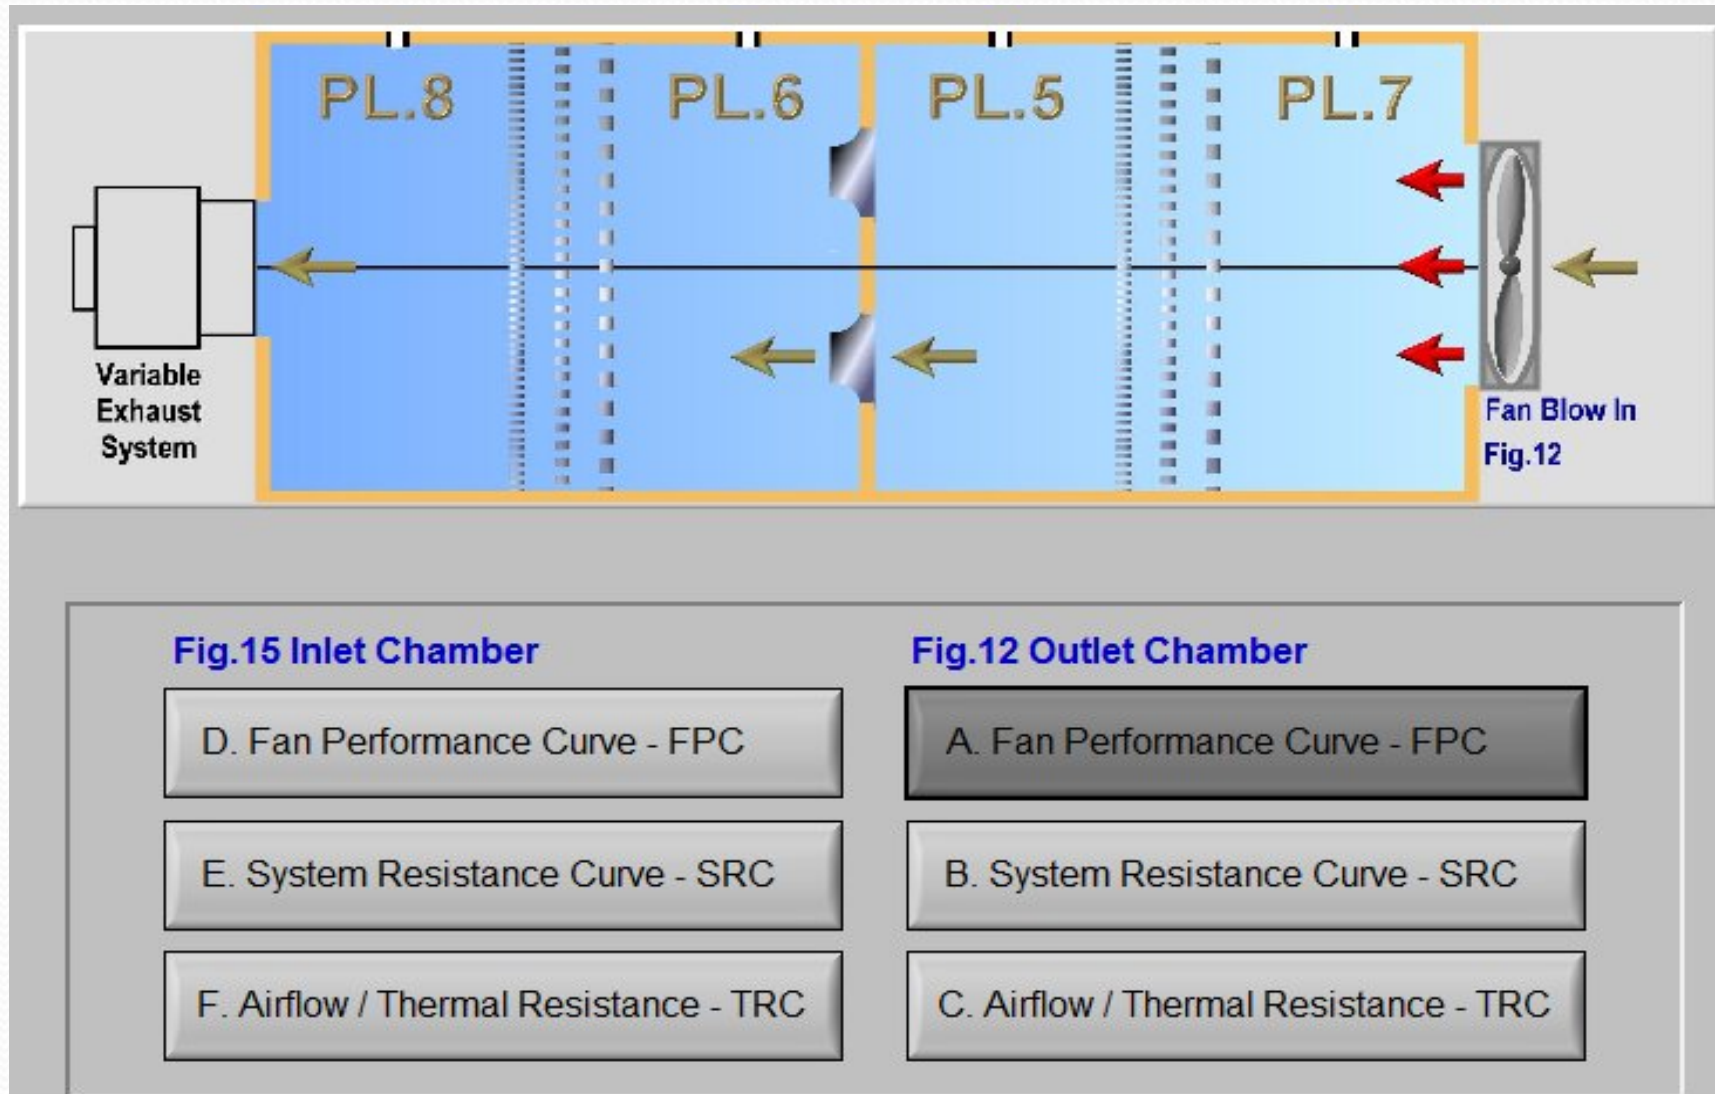 PL.8
PL.6
PL.5
PL.7
Variable
Exhaust
System
Fan Blow In
Fig.12
Fig.15 Inlet Chamber
Fig.12 Outlet Chamber
D. Fan Performance Curve - FPC
A. Fan Performance Curve - FPC
E. System Resistance Curve - SRC
B. System Resistance Curve - SRC
F. Airflow / Thermal Resistance - TRC
C. Airflow / Thermal Resistance - TRC